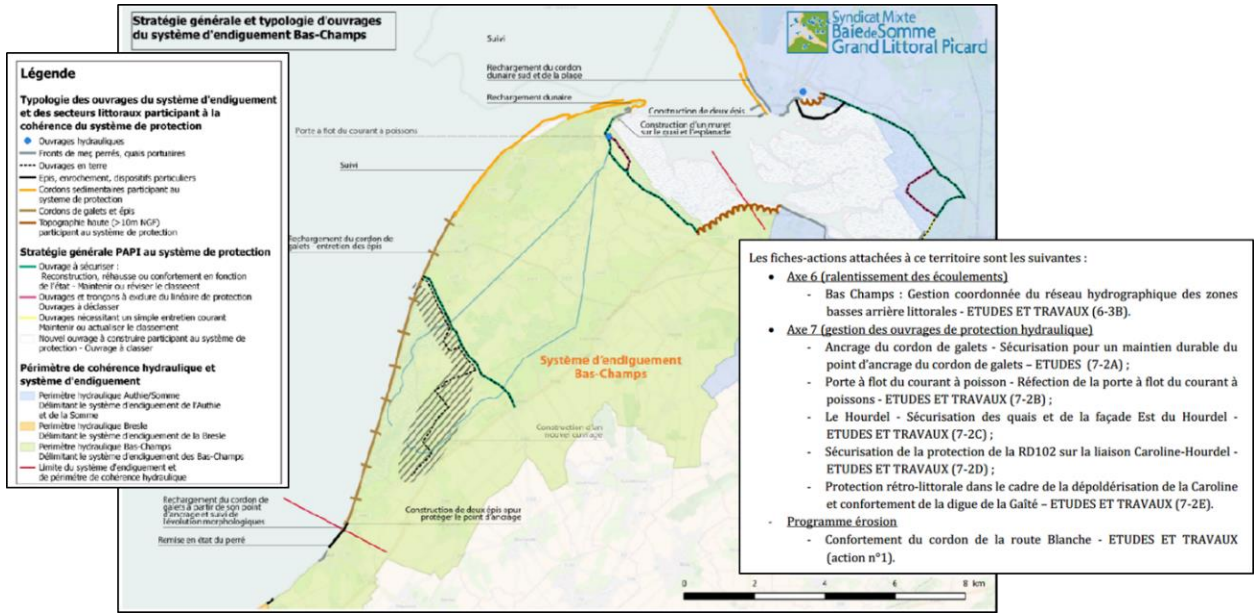 Stratégie générale et typologie d'ouvrages
du système d'endiguement Bas-Champs
Syndicat Mixte
Baie de Somme
Grand Littoral Picard
Légende
Typologie des ouvrages du système d'endiguement
et des secteurs littoraux participant à la
cohérence du système de protection
Ouvrages hydrauliques
Fronts de mer, perrés, quais portuaires
Ouvrages en terre
Epis, enrochement, dispositifs particuliers
Cordons sedimentaires participant au
système de protection
Cordons de galets et épis
Topographie haute (>10m NGF)
participant au système de protection
Stratégie générale PAPI au système de protection
Ouvrage à sécuriser :
Reconstruction, réhausse ou confortement en fonction
de l'état - Maintenir ou réviser le classeent
Ouvrages et tronçons à exdure du linéaire de protection
Ouvrages à déclasser
Ouvrages nécessitant un simple entretien courant
Maintenir ou actualiser le classement
Nouvel ouvrage à construire participant au système de
protection - Ouvrage à classer
Périmètre de cohérence hydraulique et
système d'endiguement
Perimètre hydraulique Authie/Somme
Délimitant le système d'endiguement de l'Authie
et de la Somme
Perimètre hydraulique Bresle
Délimitant le système d'endiguement de la Bresle
Périmètre hydraulique Bas-Champs
Délimitant le système d'endiguement des Bas-Champs
Limite du système d'endiguement et
de périmètre de cohérence hydraulique
Suivi
Rechargement du cordon
dunaire sud et de la plage
Rechargement dunaire
Construction de deux épis
Construction d'un muret
sur le quai et l'esplanade
Porte a flot du courant à poissons
Suivi
Rechargement du cordon de
galets entretien des épis
Système d'endiguement
Bas-Champs
Construction d'un
nouvel ouvrage
Rechargement du cordon de
galets à partir de son point
d'ancrage et suivi de
l'évolution morphologiques
Remise en état du perré
Construction de deux épis opur
protéger le point d'ancrage
0 2 4 6 8 km
Les fiches-actions attachées à ce territoire sont les suivantes :
• Axe 6 (ralentissement des écoulements)
- Bas Champs : Gestion coordonnée du réseau hydrographique des zones
basses arrière littorales - ETUDES ET TRAVAUX (6-3B).
• Axe 7 (gestion des ouvrages de protection hydraulique)
- Ancrage du cordon de galets - Sécurisation pour un maintien durable du
point d'ancrage du cordon de galets – ETUDES (7-2A) ;
- Porte à flot du courant à poisson - Réfection de la porte à flot du courant à
poissons - ETUDES ET TRAVAUX (7-2B) ;
- Le Hourdel - Sécurisation des quais et de la façade Est du Hourdel -
ETUDES ET TRAVAUX (7-2C) ;
- Sécurisation de la protection de la RD102 sur la liaison Caroline-Hourdel -
ETUDES ET TRAVAUX (7-2D) ;
- Protection rétro-littorale dans le cadre de la dépoldérisation de la Caroline
et confortement de la digue de la Gaîté – ETUDES ET TRAVAUX (7-2E).
- Programme érosion
- Confortement du cordon de la route Blanche - ETUDES ET TRAVAUX
(action n°1).